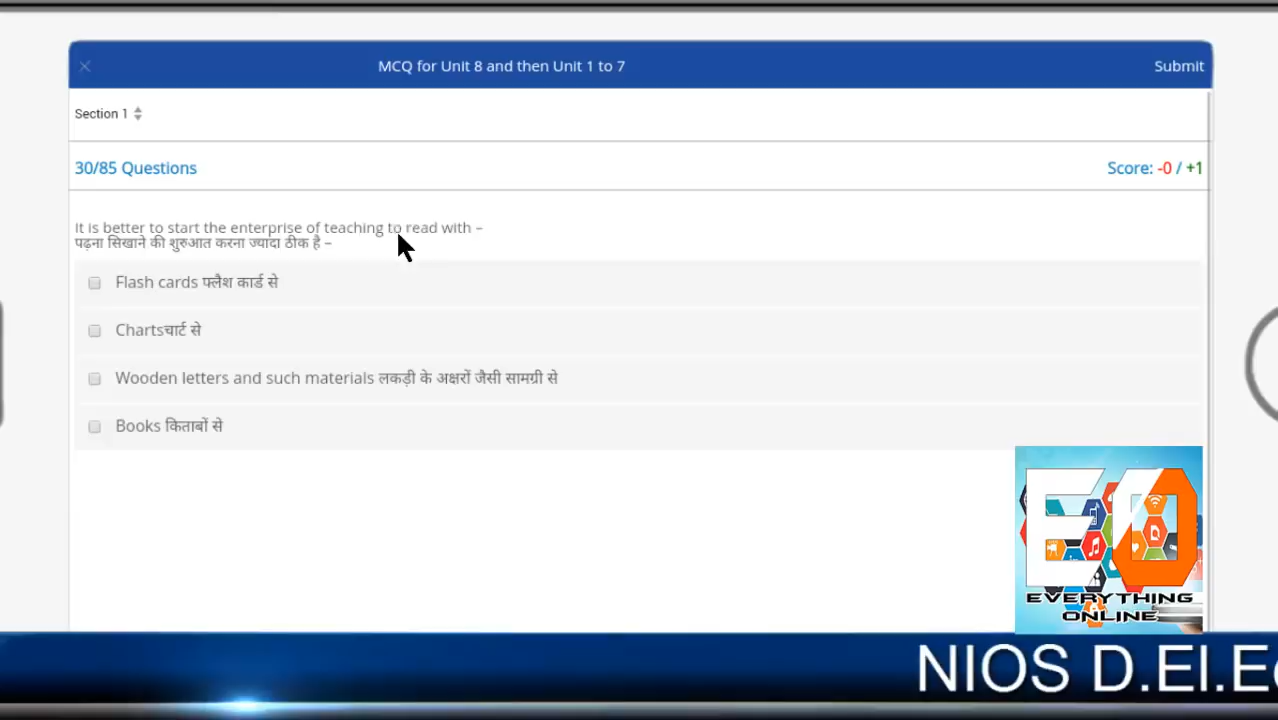 MCQ for Unit 8 and then Unit 1 to 7
Submit
Section 1
30/85 Questions
Score: -0 / +1
It is better to start the enterprise of teaching to read with –
पढ़ना सिखाने की शुरुआत करना ज्यादा ठीक है –
Flash cards फ्लैश कार्ड से
Chartsचार्ट से
Wooden letters and such materials लकड़ी के अक्षरों जैसी सामग्री से
Books किताबों से
EO
EVERYTHING
ONLINE
NIOS D.El.E